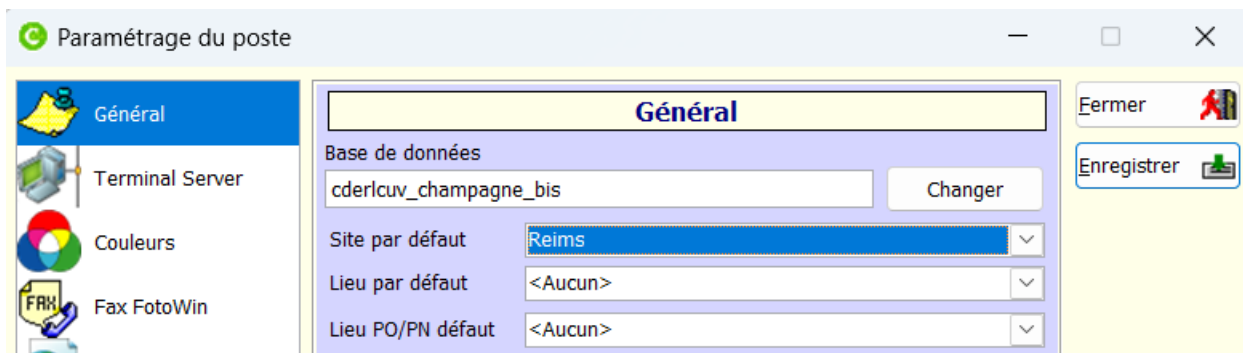 Paramétrage du poste
Général
Terminal Server
Couleurs
FAX
Fax FotoWin
Général
Base de données
cderlcuv_champagne_bis
Changer
Site par défaut Reims
Lieu par défaut <Aucun>
Lieu PO/PN défaut <Aucun>
Fermer
Enregistrer